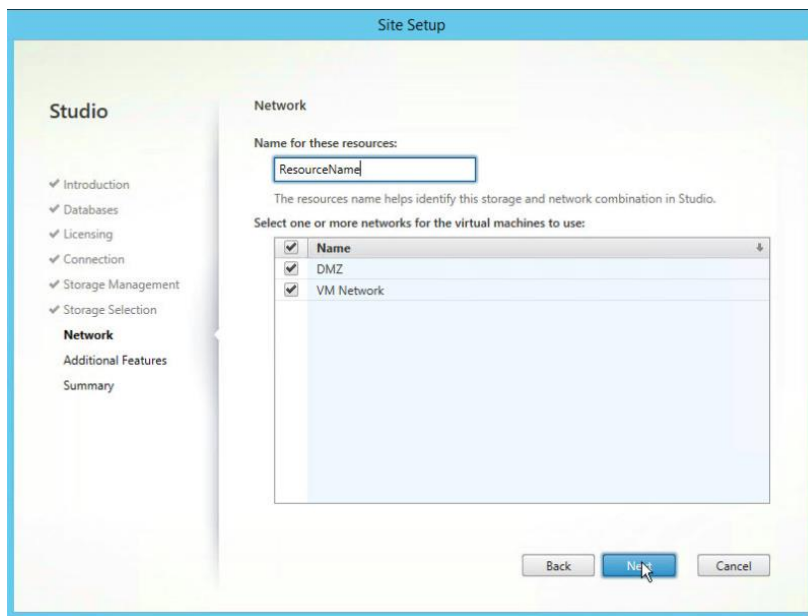 Site Setup
Studio
Introduction
Databases
Licensing
Connection
Storage Management
Storage Selection
Network
Additional Features
Summary
Network
Name for these resources:
ResourceName
The resources name helps identify this storage and network combination in Studio.
Select one or more networks for the virtual machines to use:
Name
DMZ
VM Network
Back
Next
Cancel